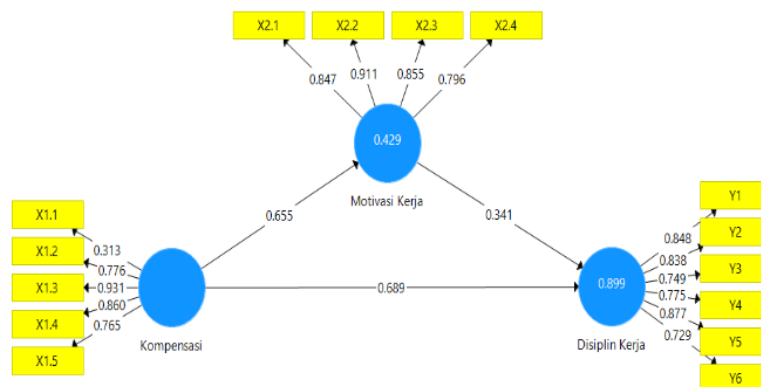 X2.1 X2.2 X2.3 X2.4
0.847 0.911 0.855 0.796
0.429
Motivasi Kerja
0.655 0.341
X1.1
X1.2
X1.3
X1.4
X1.5
0.313
0.776
0.931
0.860
0.765
Kompensasi
0.689
0.899
Disiplin Kerja
0.848
0.838
0.749
0.775
0.877
0.729
Y1
Y2
Y3
Y4
Y5
Y6